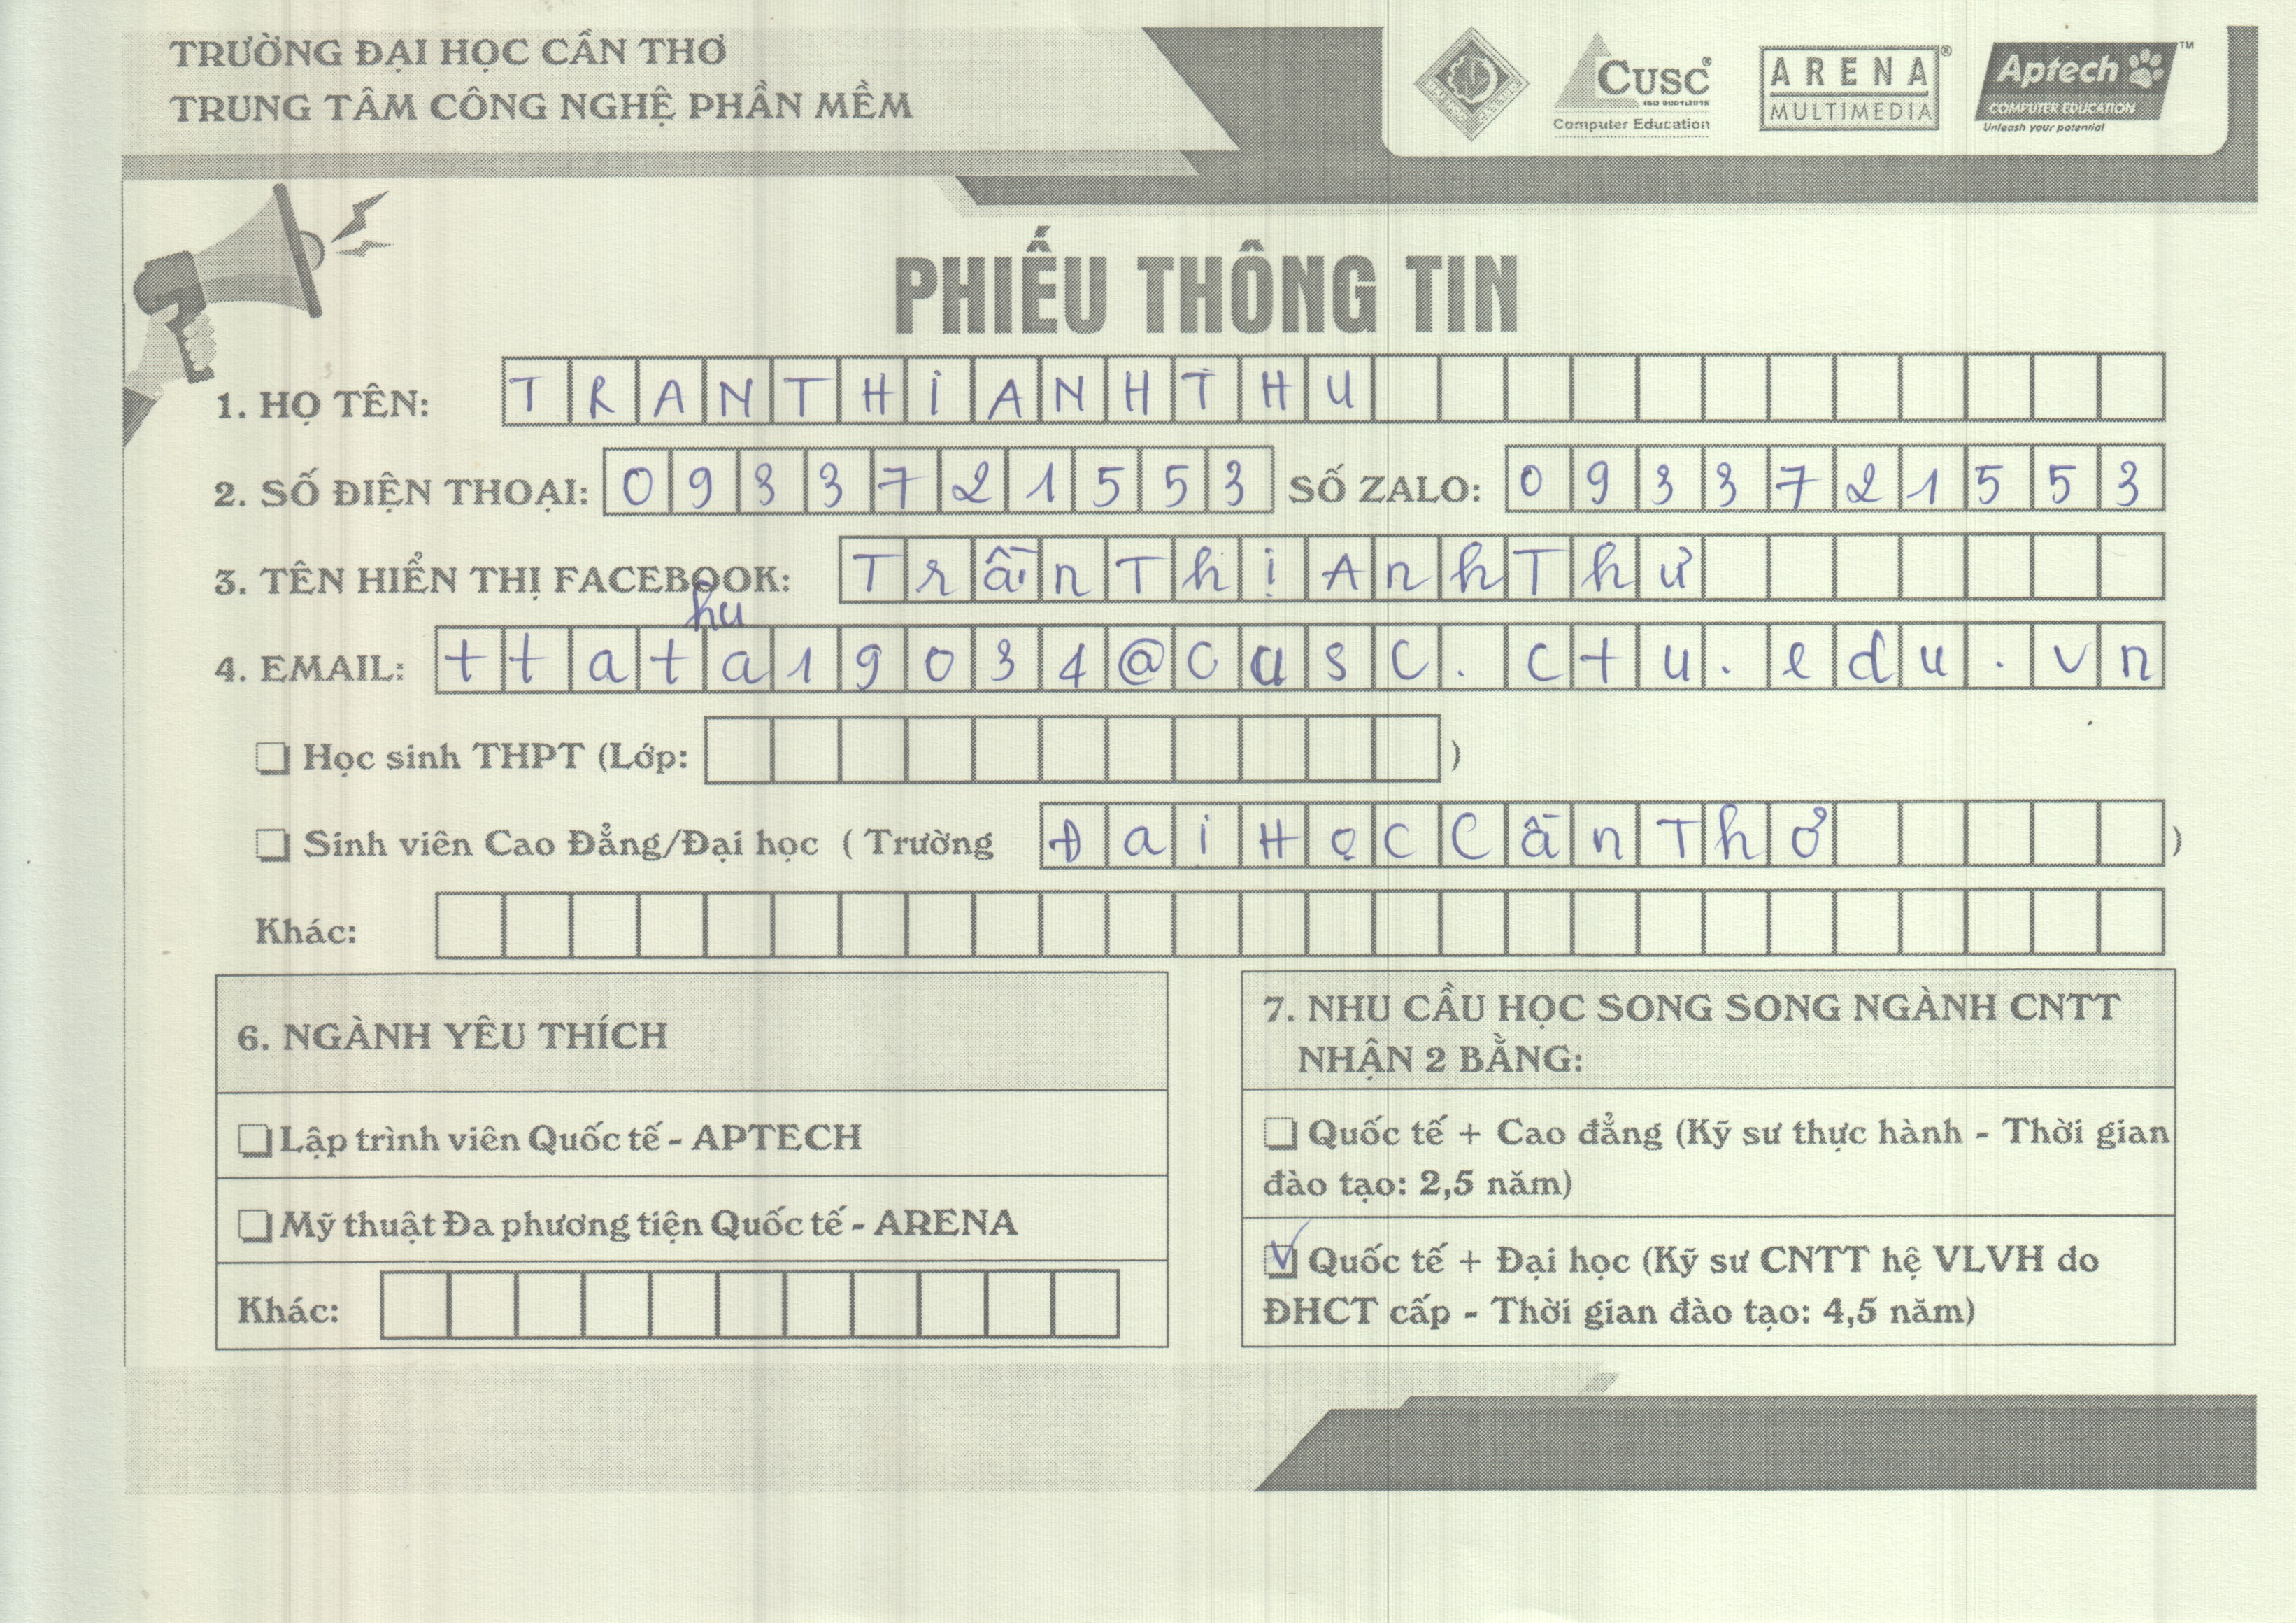 TRƯỜNG ĐẠI HỌC CẦN THƠ
TRUNG TÂM CÔNG NGHỆ PHẦN MỀM
CUSC®
ISO 9001:2015
Computer Education
ARENA®
MULTIMEDIA
Aptech™
COMPUTER EDUCATION
Unleash your potential
PHIẾU THÔNG TIN
1. HỌ TÊN: TRANTHIANHTHU
2. SỐ ĐIỆN THOẠI: 0933721553 SỐ ZALO: 0933721553
3. TÊN HIỂN THỊ FACEBOOK: TrầnThịAnhThư
hu
4. EMAIL: ttata19034@cusc.ctu.edu.vn
❏ Học sinh THPT (Lớp: )
❏ Sinh viên Cao Đẳng/Đại học ( Trường ĐạiHọcCầnThơ )
Khác:
6. NGÀNH YÊU THÍCH
❏ Lập trình viên Quốc tế - APTECH
❏ Mỹ thuật Đa phương tiện Quốc tế - ARENA
Khác:
7. NHU CẦU HỌC SONG SONG NGÀNH CNTT
NHẬN 2 BẰNG:
❏ Quốc tế + Cao đẳng (Kỹ sư thực hành - Thời gian
đào tạo: 2,5 năm)
☑ Quốc tế + Đại học (Kỹ sư CNTT hệ VLVH do
ĐHCT cấp - Thời gian đào tạo: 4,5 năm)